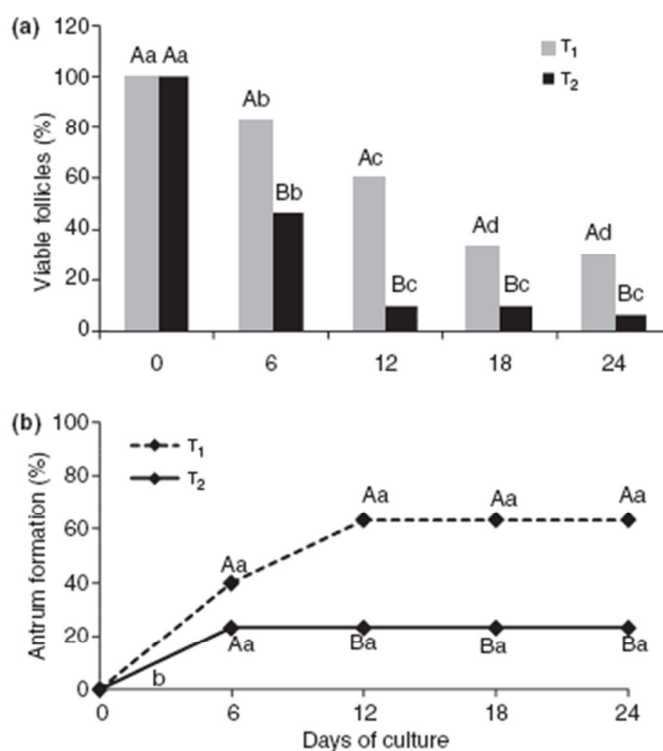 (a)
120
100
80
60
40
20
0
Viable follicles (%)
T1
T2
Aa Aa
Ab
Bb
Ac
Bc
Ad
Bc
Ad
Bc
0 6 12 18 24
(b)
100
80
60
40
20
0
Antrum formation (%)
T1
T2
Aa
Aa Aa Aa
Aa Ba Ba Ba
b
0 6 12 18 24
Days of culture